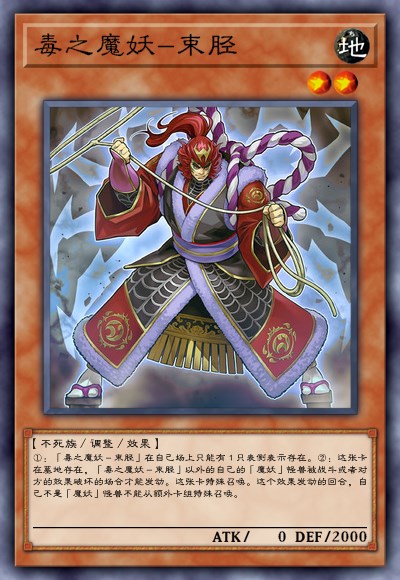 毒之魔妖-束胫
地
【不死族／调整／效果】
①：「毒之魔妖-束胫」在自己场上只能有1只表侧表示存在。②：这张卡
在墓地存在，「毒之魔妖-束胫」以外的自己的「魔妖」怪兽被战斗或者对
方的效果破坏的场合才能发动。这张卡特殊召唤。这个效果发动的回合，自
己不是「魔妖」怪兽不能从额外卡组特殊召唤。
ATK/ 0 DEF/2000